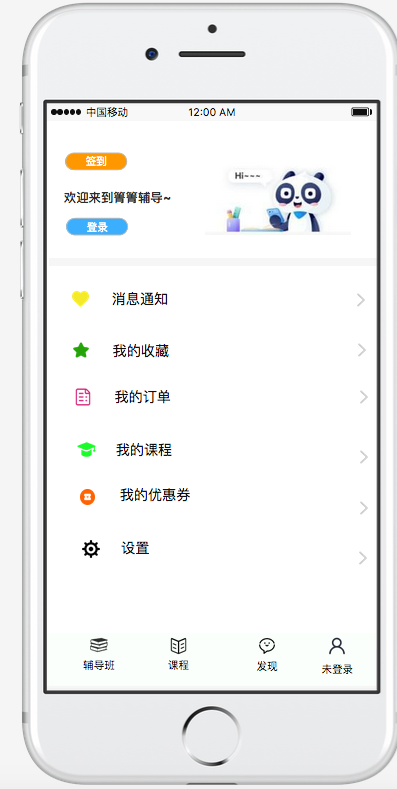 中国移动 12:00 AM
签到
Hi~~~
欢迎来到箐箐辅导~
登录
消息通知
我的收藏
我的订单
我的课程
我的优惠券
设置
辅导班 课程 发现 未登录